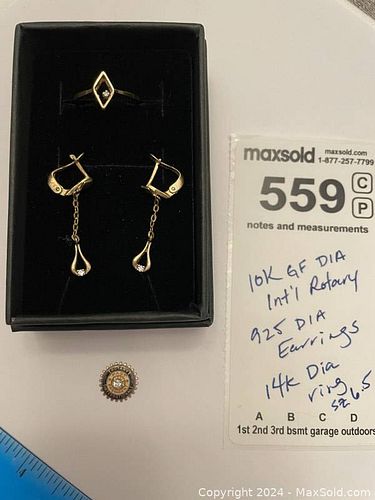 maxsold maxsold.com
1-877-257-7799
559 C
P
notes and measurements
10K GF DIA
Int'l Rotary
925 DIA
Earrings
14K Dia
ring
sz 6.5
A B C D
1st 2nd 3rd bsmt garage outdoors
Copyright © 2024 - MaxSold.com